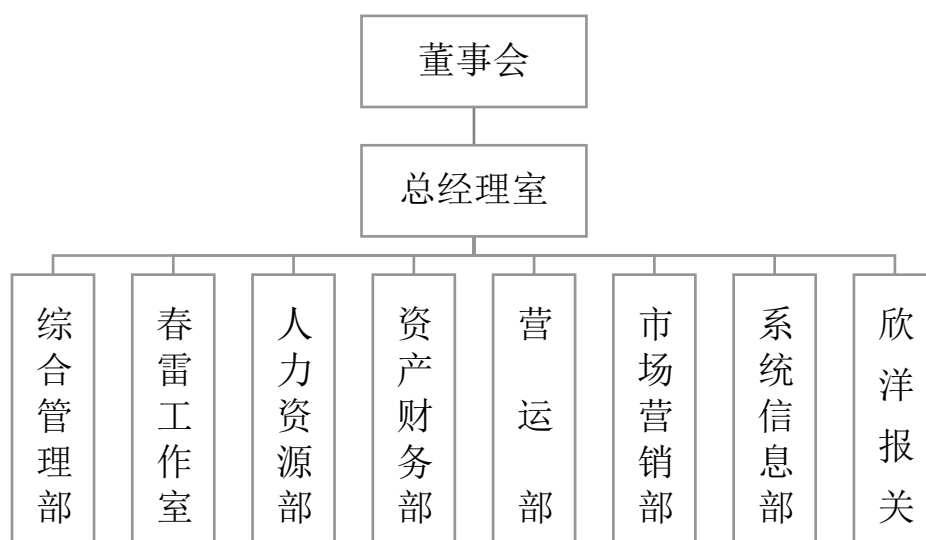 董事会
总经理室
综合管理部
春雷工作室
人力资源部
资产财务部
营运部
市场营销部
系统信息部
欣洋报关